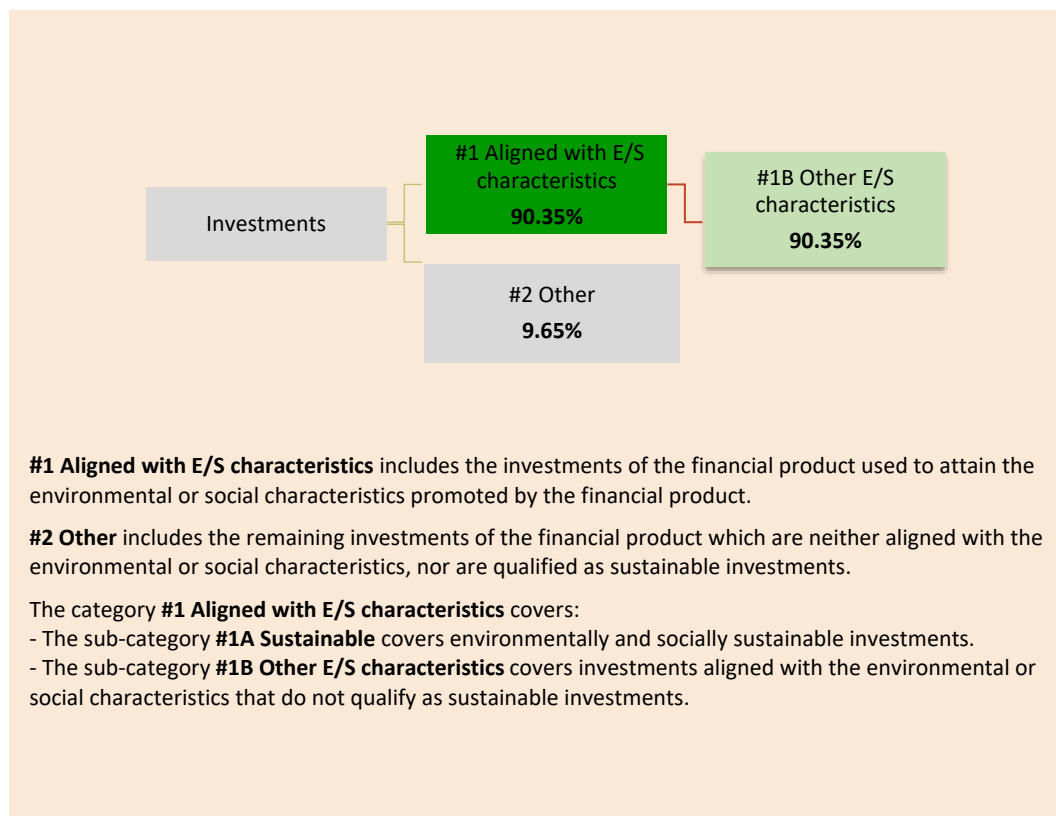 Investments
#1 Aligned with E/S
characteristics
90.35%
#1B Other E/S
characteristics
90.35%
#2 Other
9.65%
#1 Aligned with E/S characteristics includes the investments of the financial product used to attain the
environmental or social characteristics promoted by the financial product.
#2 Other includes the remaining investments of the financial product which are neither aligned with the
environmental or social characteristics, nor are qualified as sustainable investments.
The category #1 Aligned with E/S characteristics covers:
- The sub-category #1A Sustainable covers environmentally and socially sustainable investments.
- The sub-category #1B Other E/S characteristics covers investments aligned with the environmental or
social characteristics that do not qualify as sustainable investments.